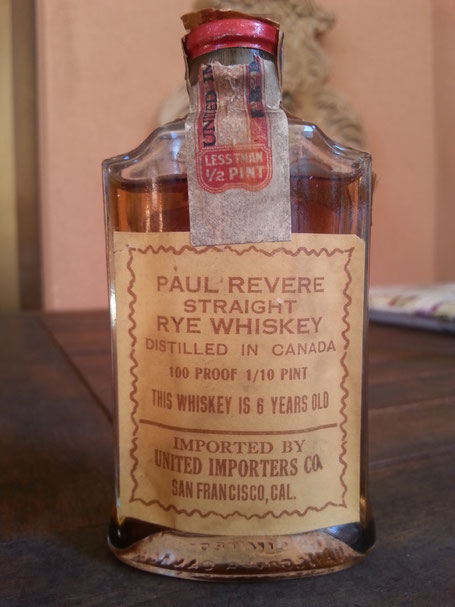 UNITED
LESS THAN
1/2 PINT
PAUL REVERE
STRAIGHT
RYE WHISKEY
DISTILLED IN CANADA
100 PROOF 1/10 PINT
THIS WHISKEY IS 6 YEARS OLD
IMPORTED BY
UNITED IMPORTERS CO.
SAN FRANCISCO, CAL.